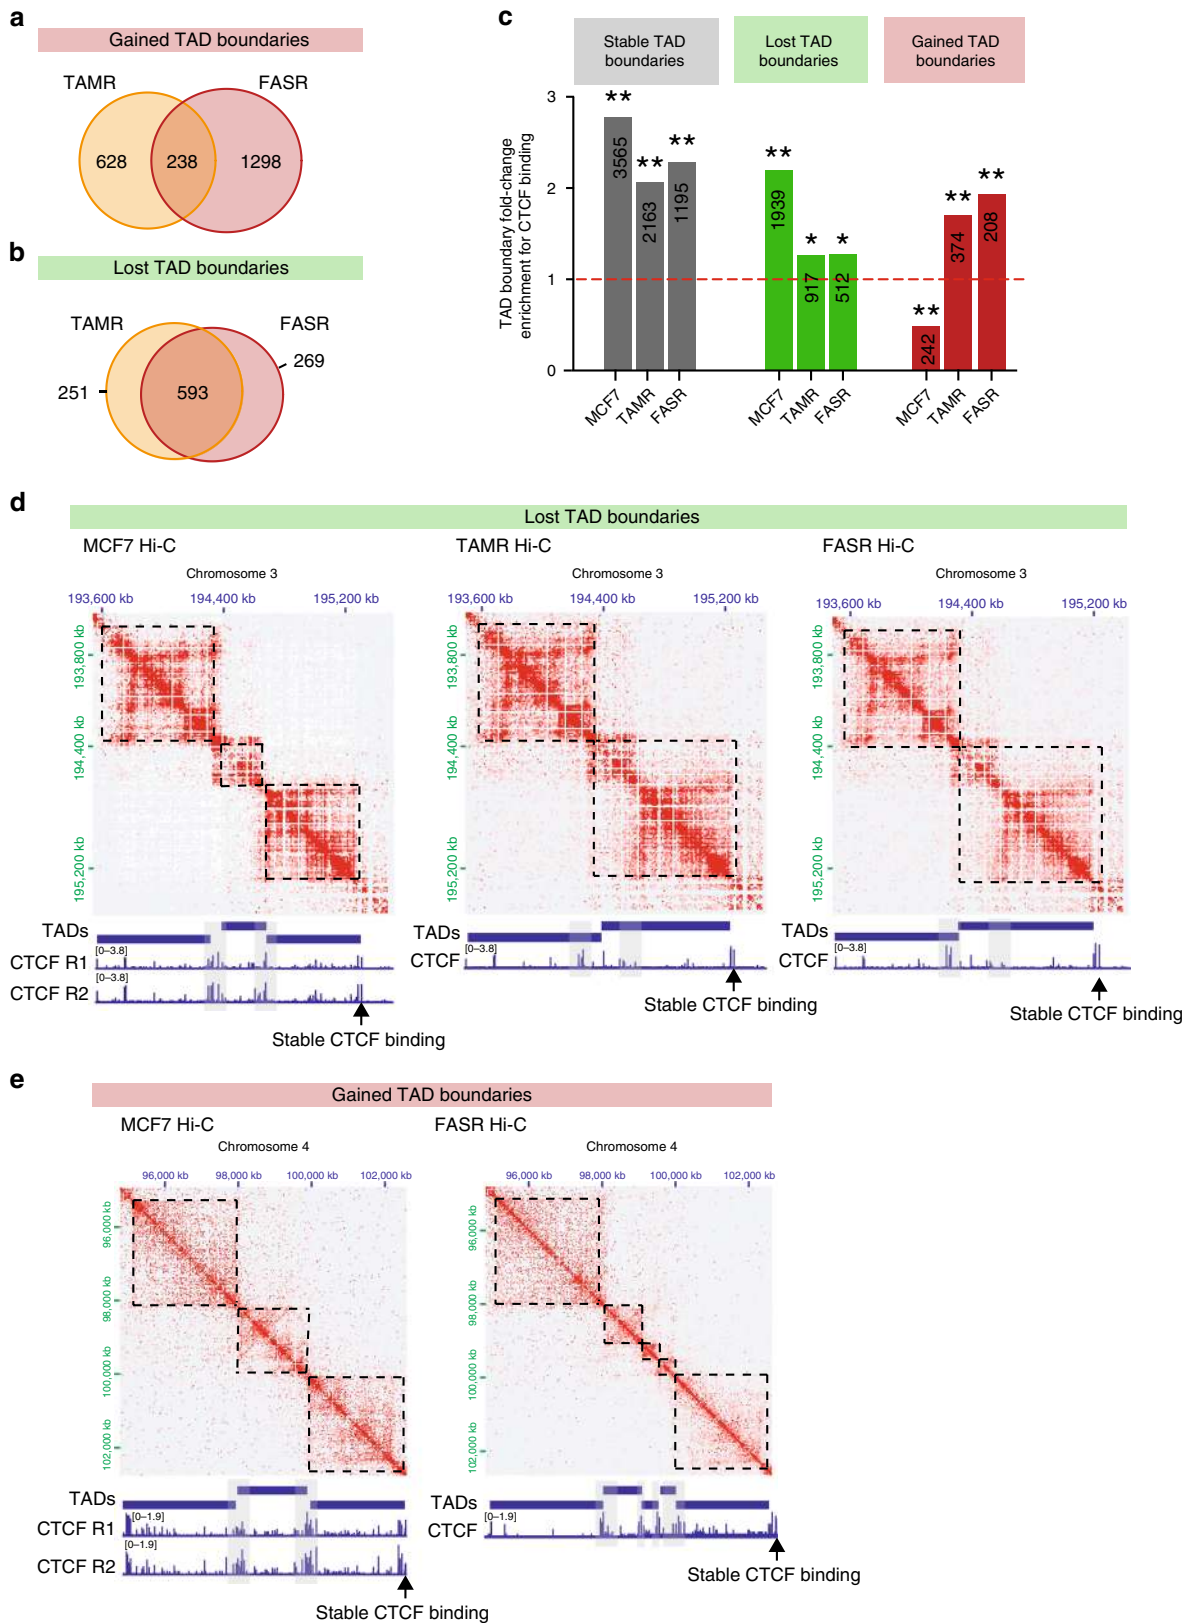 a
Gained TAD boundaries
TAMR
FASR
628
238
1298
b
Lost TAD boundaries
TAMR
FASR
251
593
269
c
Stable TAD
boundaries
Lost TAD
boundaries
Gained TAD
boundaries
TAD boundary fold-change
enrichment for CTCF binding
3
2
1
0
**
**
**
**
*
*
**
**
**
3565
2163
1195
1939
917
512
242
374
208
MCF7
TAMR
FASR
MCF7
TAMR
FASR
MCF7
TAMR
FASR
d
Lost TAD boundaries
MCF7 Hi-C
Chromosome 3
193,600 kb
194,400 kb
195,200 kb
193,800 kb
194,400 kb
195,200 kb
TADs
[0–3.8]
CTCF R1
[0–3.8]
CTCF R2
Stable CTCF binding
TAMR Hi-C
Chromosome 3
193,600 kb
194,400 kb
195,200 kb
193,800 kb
194,400 kb
195,200 kb
TADs
[0–3.8]
CTCF
Stable CTCF binding
FASR Hi-C
Chromosome 3
193,600 kb
194,400 kb
195,200 kb
193,800 kb
194,400 kb
195,200 kb
TADs
[0–3.8]
CTCF
Stable CTCF binding
e
Gained TAD boundaries
MCF7 Hi-C
Chromosome 4
96,000 kb
98,000 kb
100,000 kb
102,000 kb
96,000 kb
98,000 kb
100,000 kb
102,000 kb
TADs
[0–1.9]
CTCF R1
[0–1.9]
CTCF R2
Stable CTCF binding
FASR Hi-C
Chromosome 4
96,000 kb
98,000 kb
100,000 kb
102,000 kb
96,000 kb
98,000 kb
100,000 kb
102,000 kb
TADs
[0–1.9]
CTCF
Stable CTCF binding